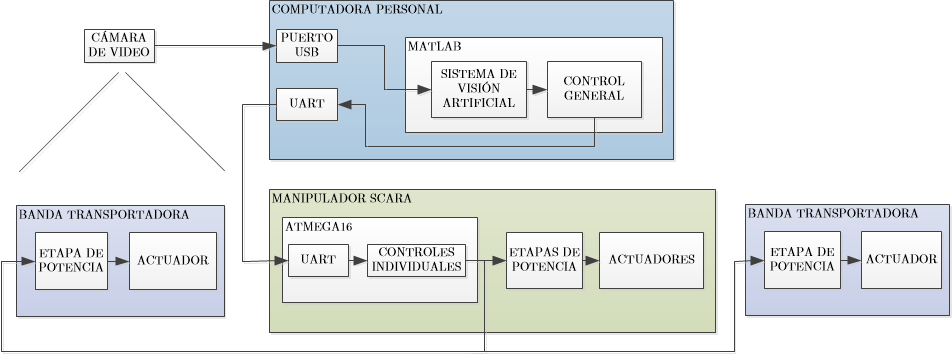 COMPUTADORA PERSONAL
CÁMARA
DE VIDEO
PUERTO
USB
MATLAB
SISTEMA DE
VISIÓN
ARTIFICIAL
CONTROL
GENERAL
UART
BANDA TRANSPORTADORA
ETAPA DE
POTENCIA
ACTUADOR
MANIPULADOR SCARA
ATMEGA16
UART
CONTROLES
INDIVIDUALES
ETAPAS DE
POTENCIA
ACTUADORES
BANDA TRANSPORTADORA
ETAPA DE
POTENCIA
ACTUADOR